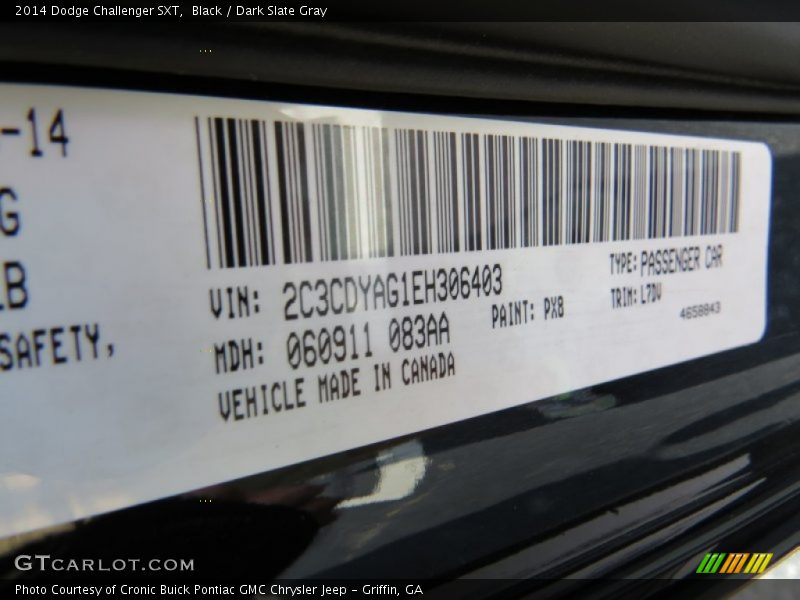 2014 Dodge Challenger SXT,  Black / Dark Slate Gray
-14
G
LB
SAFETY,
VIN: 2C3CDYAG1EH306403
TYPE: PASSENGER CAR
MDH: 060911 083AA
PAINT: PX8
TRIM: L7DV
4658843
VEHICLE MADE IN CANADA
GTCARLOT.COM
Photo Courtesy of Cronic Buick Pontiac GMC Chrysler Jeep - Griffin, GA